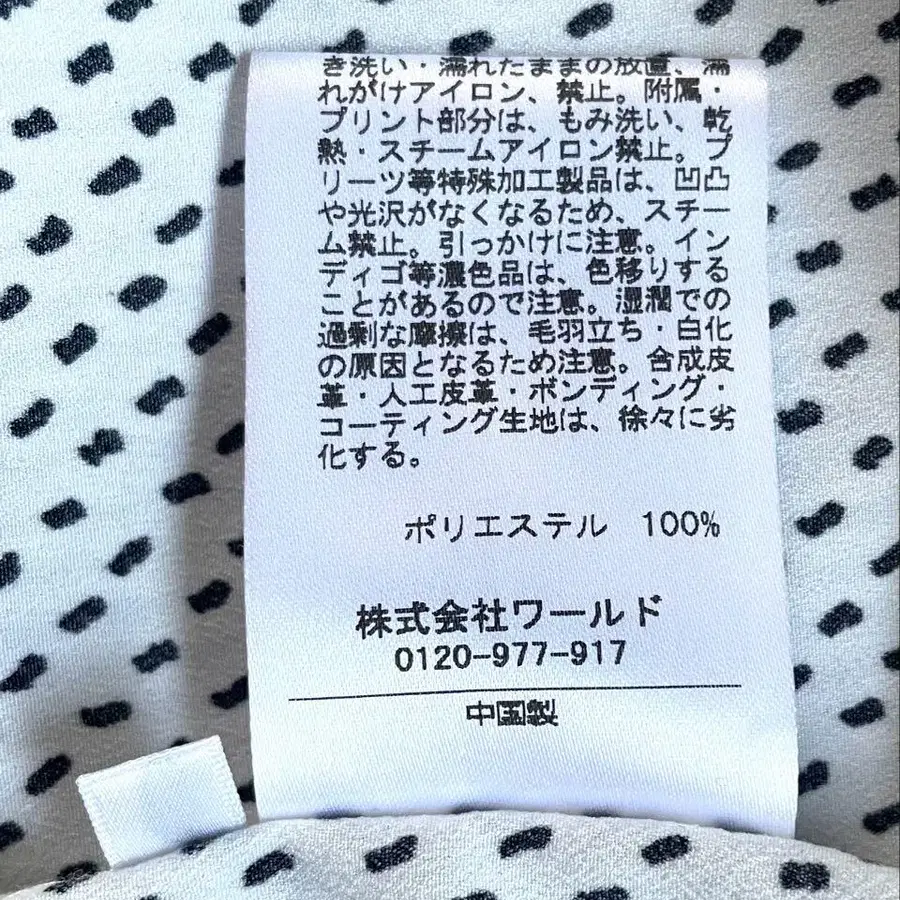 き洗い・濡れたままの放置、濡
れがけアイロン、禁止。附属・
プリント部分は、もみ洗い、乾
熱・スチームアイロン禁止。プ
リーツ等特殊加工製品は、凹凸
や光沢がなくなるため、スチー
ム禁止。引っかけに注意。イン
ディゴ等濃色品は、色移りする
ことがあるので注意。湿潤での
過剰な摩擦は、毛羽立ち・白化
の原因となるため注意。合成皮
革・人工皮革・ボンディング・
コーティング生地は、徐々に劣
化する。
ポリエステル 100%
株式会社ワールド
0120-977-917
中国製